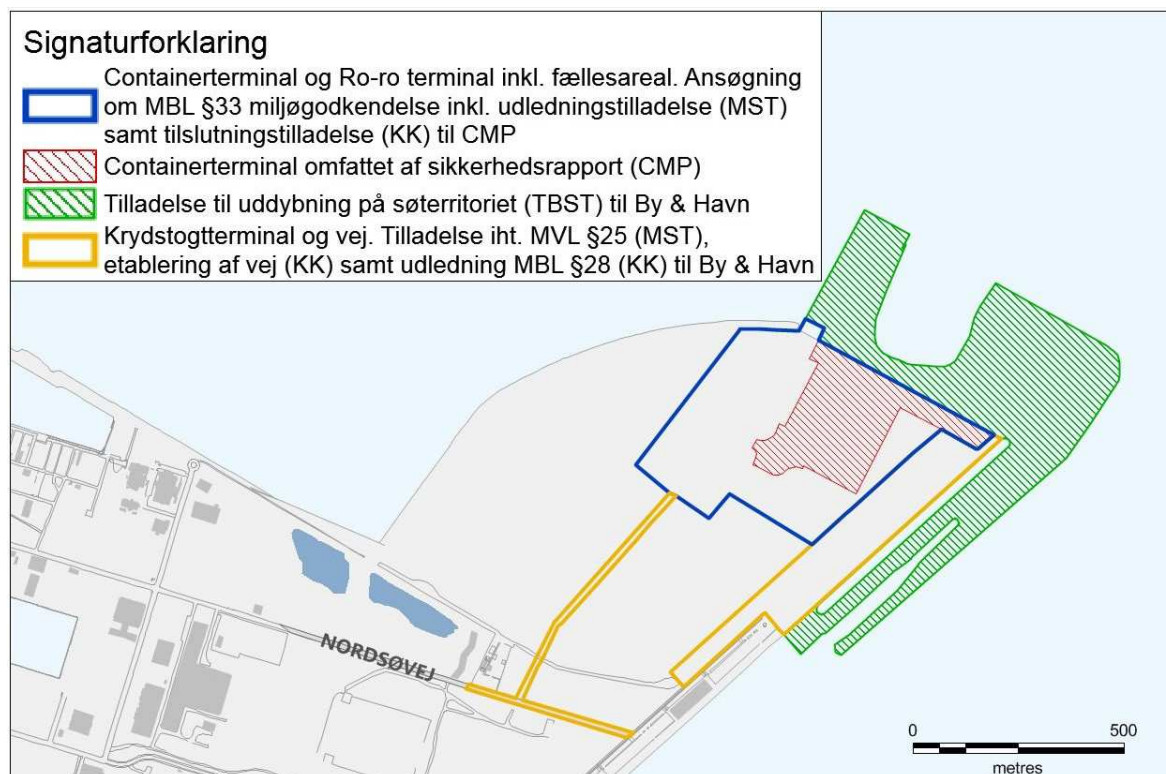 Signaturforklaring
Containerterminal og Ro-ro terminal inkl. fællesareal. Ansøgning
om MBL §33 miljøgodkendelse inkl. udledningstilladelse (MST)
samt tilslutningstilladelse (KK) til CMP
Containerterminal omfattet af sikkerhedsrapport (CMP)
Tilladelse til uddybning på søterritoriet (TBST) til By & Havn
Krydstogtterminal og vej. Tilladelse iht. MVL §25 (MST),
etablering af vej (KK) samt udledning MBL §28 (KK) til By & Havn
NORDSØVEJ
0 500
metres